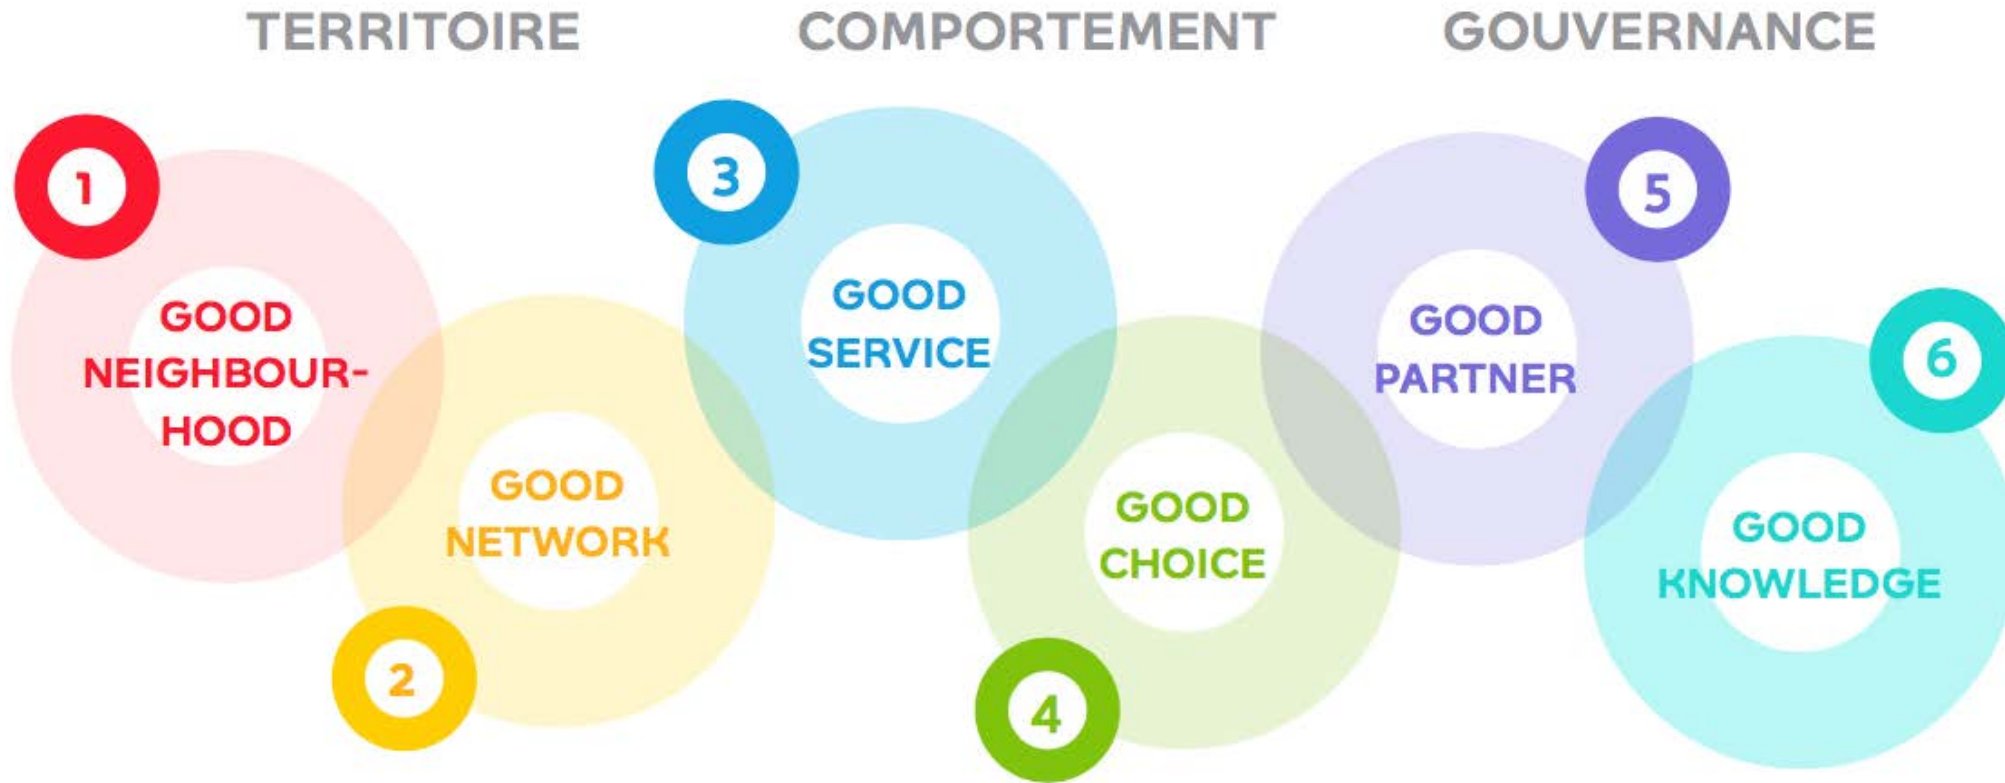 TERRITOIRE
COMPORTEMENT
GOUVERNANCE
1
GOOD
NEIGHBOUR-
HOOD
2
GOOD
NETWORK
3
GOOD
SERVICE
4
GOOD
CHOICE
5
GOOD
PARTNER
6
GOOD
KNOWLEDGE